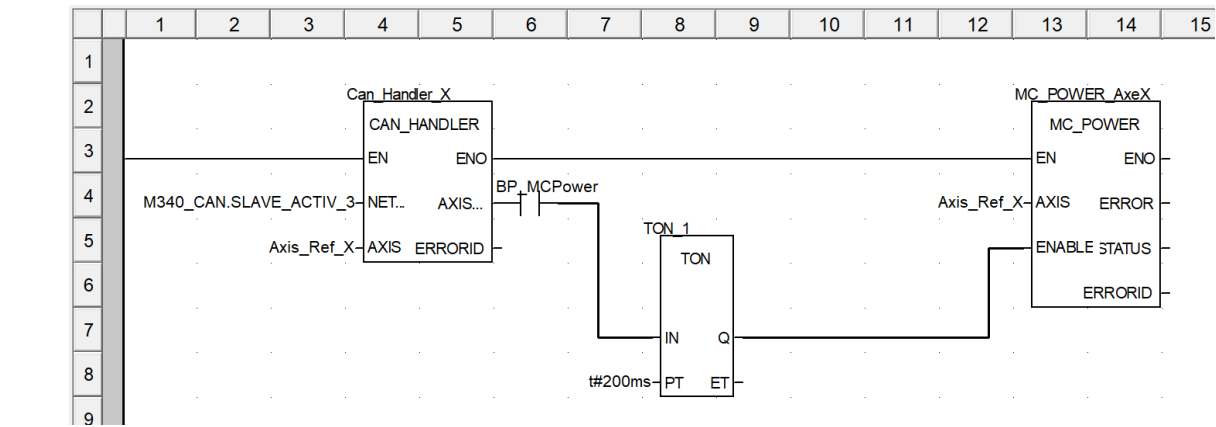 1 2 3 4 5 6 7 8 9 10 11 12 13 14 15
1
2
3
4
5
6
7
8
9
Can_Handler_X
CAN_HANDLER
EN ENO
M340_CAN.SLAVE_ACTIV_3 NET... AXIS...
Axis_Ref_X AXIS ERRORID
BP_MCPower
TON_1
TON
IN Q
t#200ms PT ET
MC_POWER_AxeX
MC_POWER
EN ENO
Axis_Ref_X AXIS ERROR
ENABLE STATUS
ERRORID